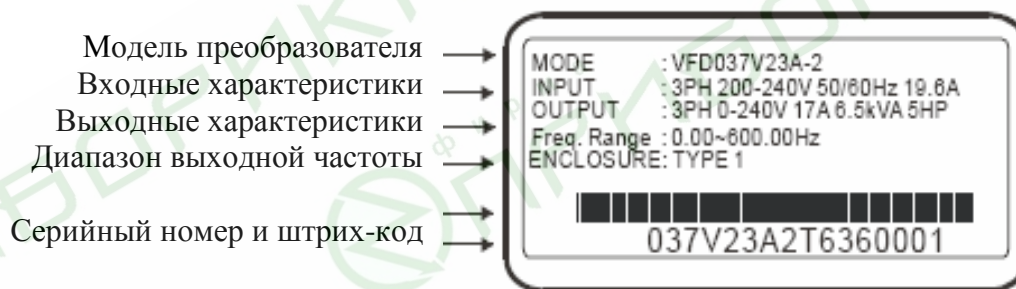 Модель преобразователя
Входные характеристики
Выходные характеристики
Диапазон выходной частоты
Серийный номер и штрих-код
MODE : VFD037V23A-2
INPUT : 3PH 200-240V 50/60Hz 19.6A
OUTPUT : 3PH 0-240V 17A 6.5kVA 5HP
Freq. Range : 0.00~600.00Hz
ENCLOSURE: TYPE 1
037V23A2T6360001